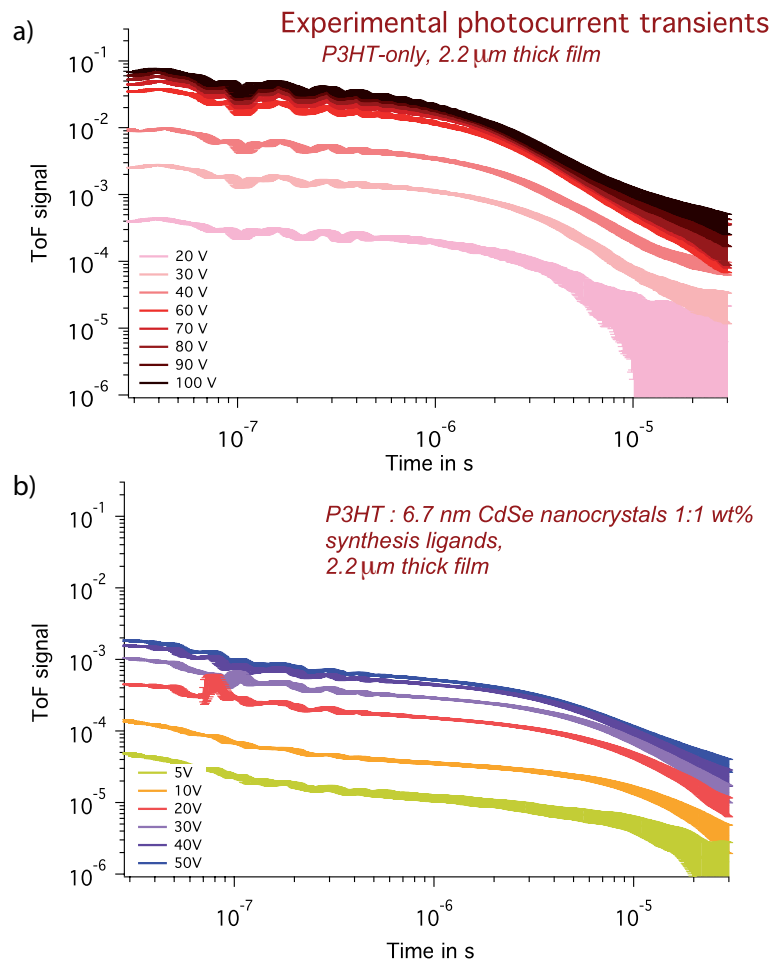 Experimental photocurrent transients
a)
P3HT-only, 2.2 μm thick film
10⁻¹
10⁻²
10⁻³
10⁻⁴
10⁻⁵
10⁻⁶
ToF signal
20 V
30 V
40 V
60 V
70 V
80 V
90 V
100 V
10⁻⁷ 10⁻⁶ 10⁻⁵
Time in s
b)
P3HT : 6.7 nm CdSe nanocrystals 1:1 wt%
synthesis ligands,
2.2 μm thick film
10⁻¹
10⁻²
10⁻³
10⁻⁴
10⁻⁵
10⁻⁶
ToF signal
5V
10V
20V
30V
40V
50V
10⁻⁷ 10⁻⁶ 10⁻⁵
Time in s